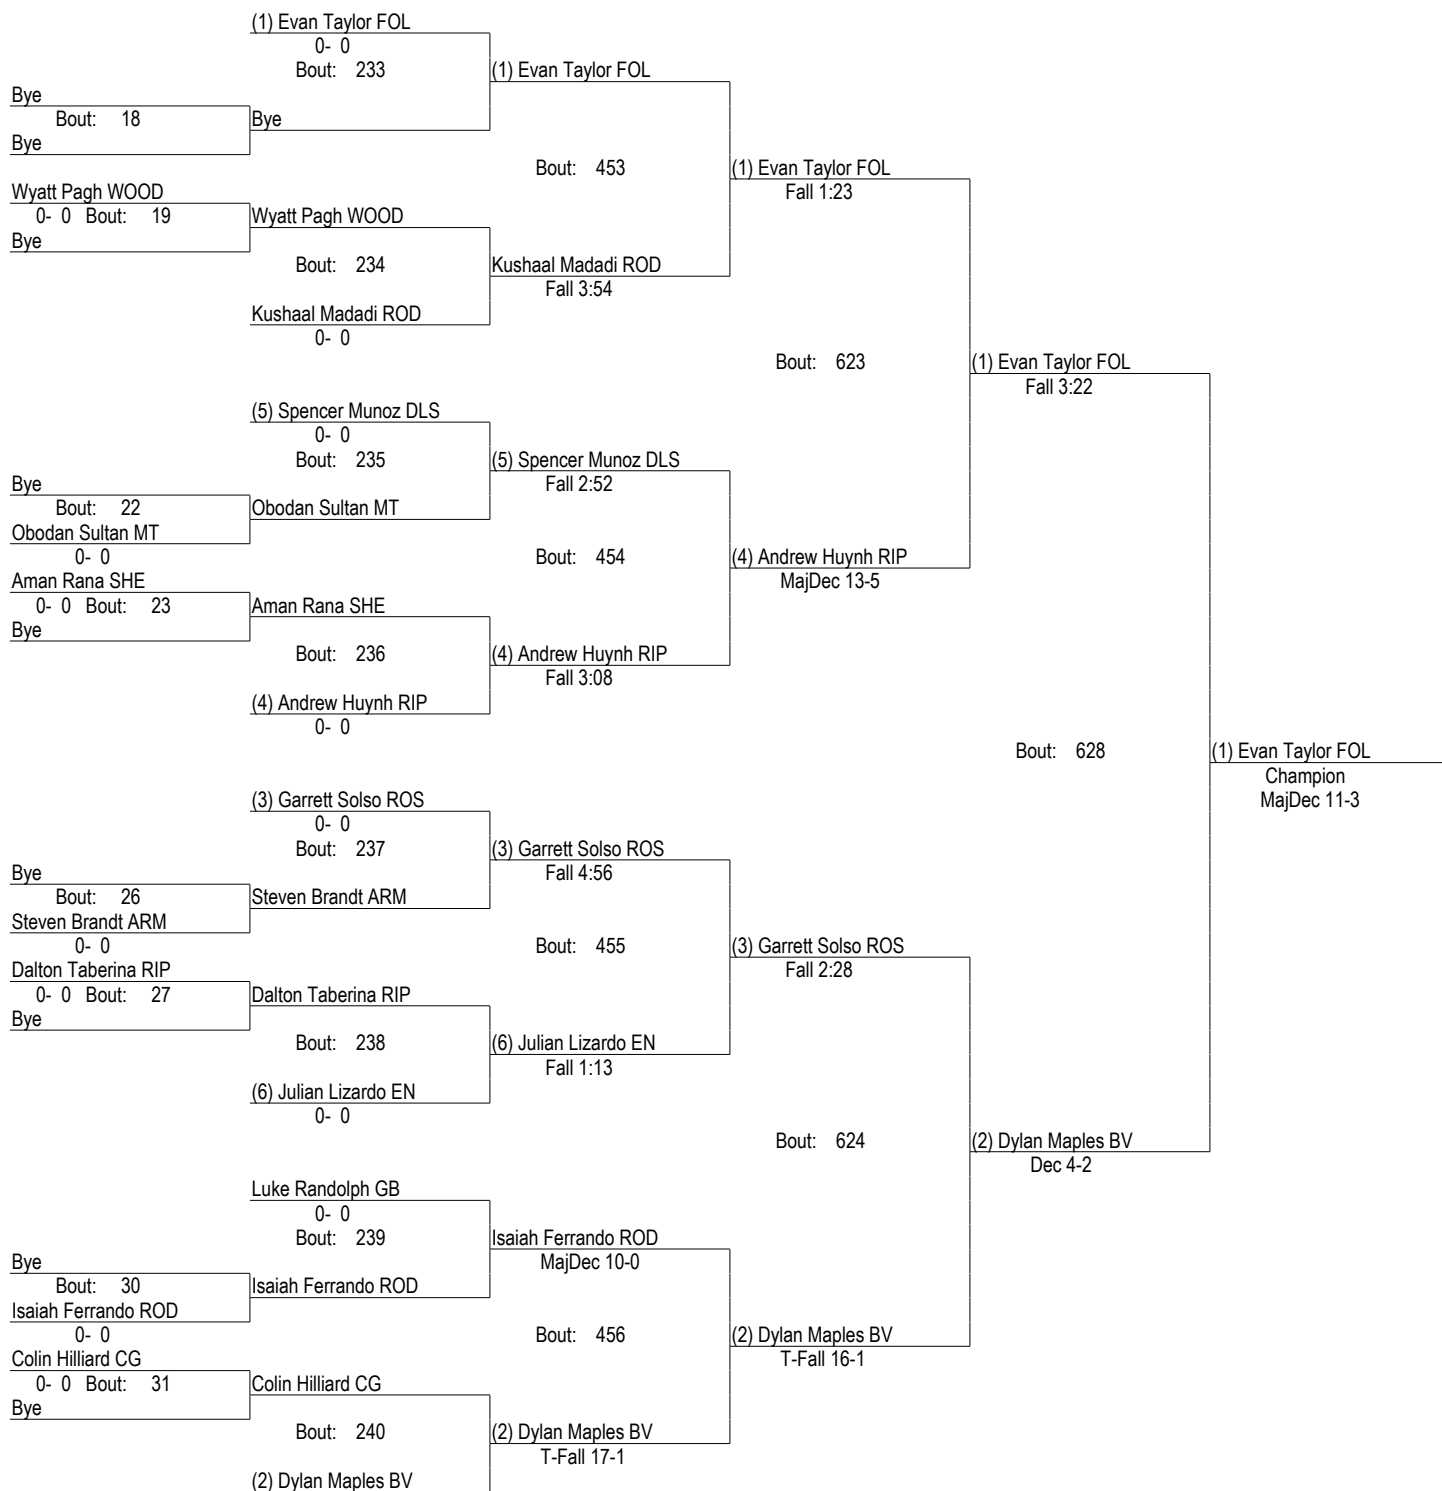 (1) Evan Taylor FOL
0- 0
Bout: 233
(1) Evan Taylor FOL
Bye
Bout: 18
Bye
Bye
Bout: 453
(1) Evan Taylor FOL
Fall 1:23
Wyatt Pagh WOOD
0- 0 Bout: 19
Wyatt Pagh WOOD
Bye
Bout: 234
Kushaal Madadi ROD
Fall 3:54
Kushaal Madadi ROD
0- 0
Bout: 623
(1) Evan Taylor FOL
Fall 3:22
(5) Spencer Munoz DLS
0- 0
Bout: 235
(5) Spencer Munoz DLS
Fall 2:52
Bye
Bout: 22
Obodan Sultan MT
Obodan Sultan MT
0- 0
Bout: 454
(4) Andrew Huynh RIP
MajDec 13-5
Aman Rana SHE
0- 0 Bout: 23
Aman Rana SHE
Bye
Bout: 236
(4) Andrew Huynh RIP
Fall 3:08
(4) Andrew Huynh RIP
0- 0
Bout: 628
(1) Evan Taylor FOL
Champion
MajDec 11-3
(3) Garrett Solso ROS
0- 0
Bout: 237
(3) Garrett Solso ROS
Fall 4:56
Bye
Bout: 26
Steven Brandt ARM
Steven Brandt ARM
0- 0
Bout: 455
(3) Garrett Solso ROS
Fall 2:28
Dalton Taberina RIP
0- 0 Bout: 27
Dalton Taberina RIP
Bye
Bout: 238
(6) Julian Lizardo EN
Fall 1:13
(6) Julian Lizardo EN
0- 0
Bout: 624
(2) Dylan Maples BV
Dec 4-2
Luke Randolph GB
0- 0
Bout: 239
Isaiah Ferrando ROD
MajDec 10-0
Bye
Bout: 30
Isaiah Ferrando ROD
Isaiah Ferrando ROD
0- 0
Bout: 456
(2) Dylan Maples BV
T-Fall 16-1
Colin Hilliard CG
0- 0 Bout: 31
Colin Hilliard CG
Bye
Bout: 240
(2) Dylan Maples BV
T-Fall 17-1
(2) Dylan Maples BV